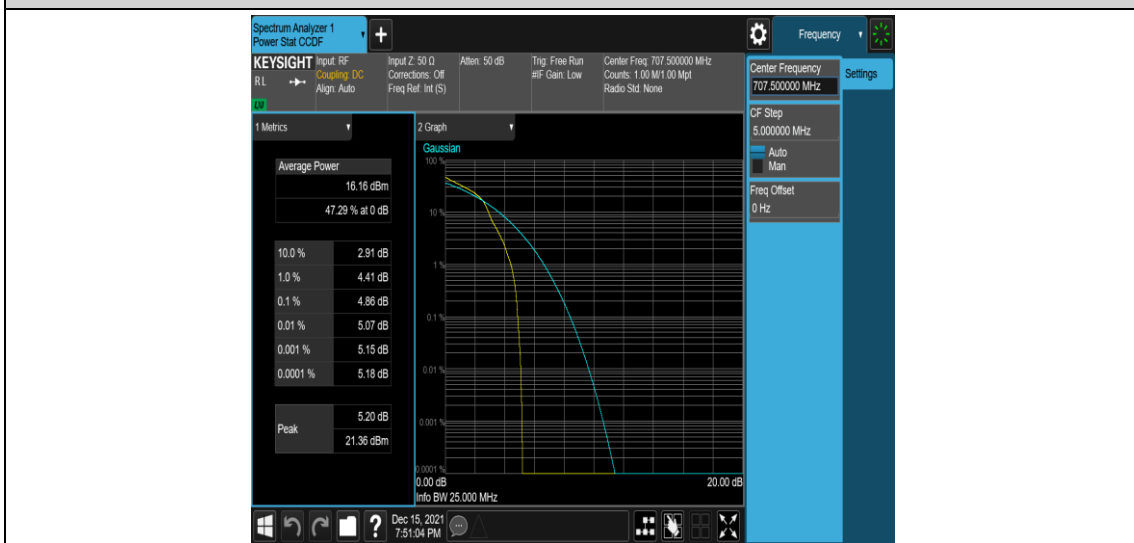 Spectrum Analyzer 1
Power Stat CCDF
+
Frequency
KEYSIGHT
Input: RF
Input Z: 50 Ω
Atten: 50 dB
Trig: Free Run
Center Freq: 707.500000 MHz
RL
Coupling: DC
Corrections: Off
#IF Gain: Low
Counts: 1.00 M/1.00 Mpt
Align: Auto
Freq Ref: Int (S)
Radio Std: None
LXI
Center Frequency
707.500000 MHz
Settings
CF Step
5.000000 MHz
Auto
Man
Freq Offset
0 Hz
1 Metrics
2 Graph
Average Power
16.16 dBm
47.29 % at 0 dB
10.0 % 2.91 dB
1.0 % 4.41 dB
0.1 % 4.86 dB
0.01 % 5.07 dB
0.001 % 5.15 dB
0.0001 % 5.18 dB
Peak
5.20 dB
21.36 dBm
Gaussian
100 %
10 %
1 %
0.1 %
0.01 %
0.001 %
0.0001 %
0.00 dB
20.00 dB
Info BW 25.000 MHz
?
Dec 15, 2021
7:51:04 PM